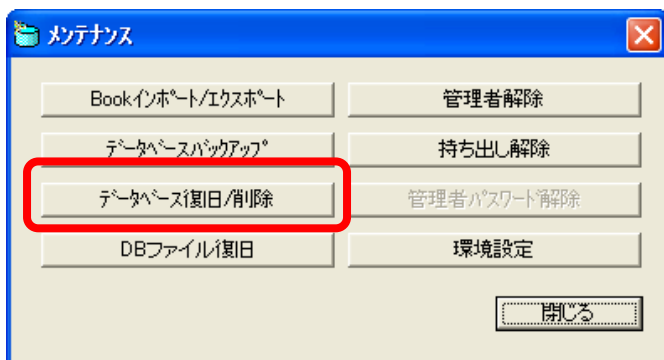 メンテナンス
Bookｲﾝﾎﾟｰﾄ/ｴｸｽﾎﾟｰﾄ
管理者解除
ﾃﾞｰﾀﾍﾞｰｽﾊﾞｯｸｱｯﾌﾟ
持ち出し解除
ﾃﾞｰﾀﾍﾞｰｽ復旧/削除
管理者ﾊﾟｽﾜｰﾄﾞ解除
DBファイル復旧
環境設定
閉じる